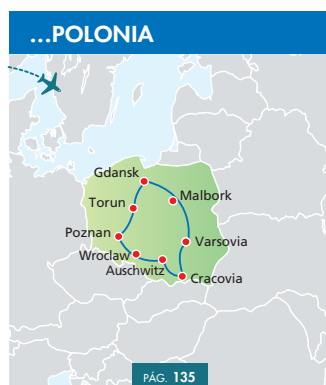 ...POLONIA
Gdansk
Malbork
Torun
Poznan
Varsovia
Wroclaw
Auschwitz
Cracovia
PÁG. 135